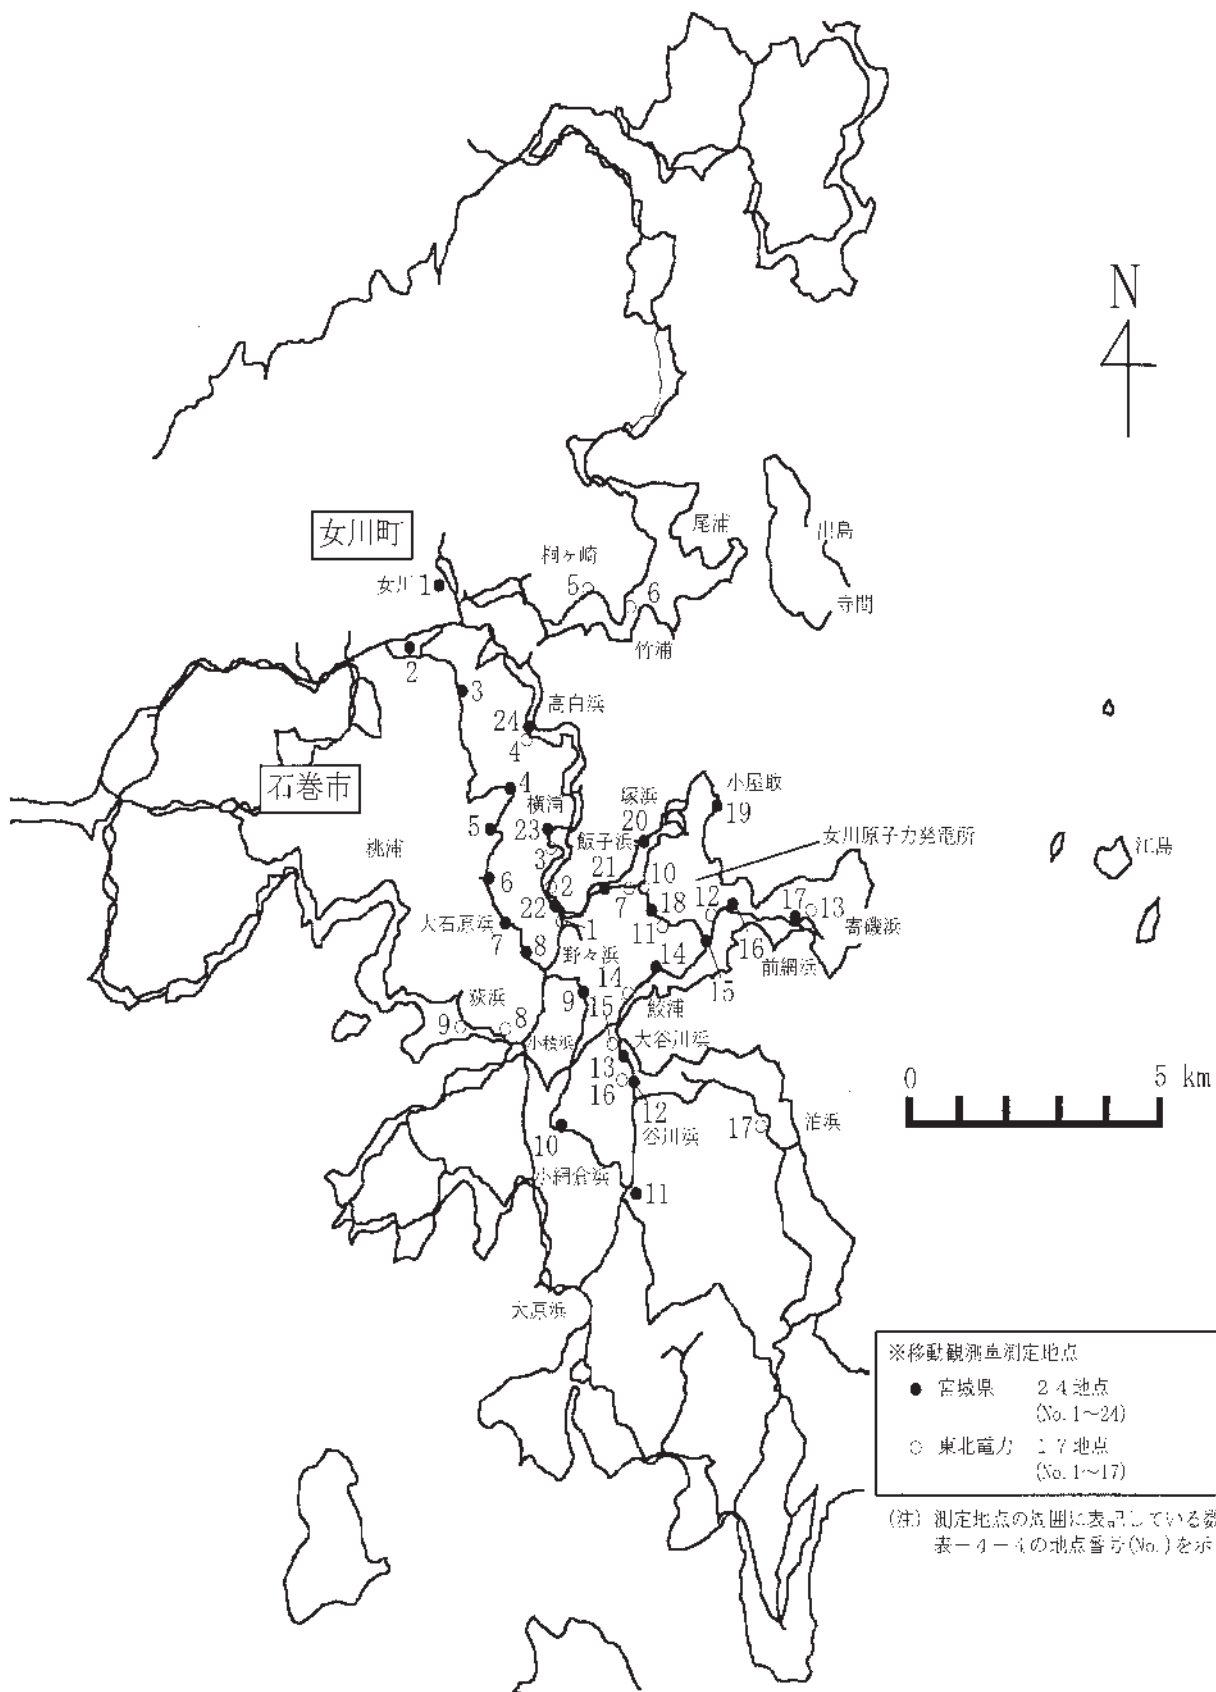 N
女川町
尾浦
出島
桐ヶ崎
女川 1
5
6
寺間
竹浦
2
3
高白浜
24
4
石巻市
4
小屋取
塚浜
横浦
19
5
23
20
女川原子力発電所
飯子浜
桃浦
3
江島
21
10
6
2
7
18
12
17
13
22
大石原浜
1
11
寄磯浜
7
8
野々浜
16
14
前網浜
14
15
荻浜
9
15
鮫浦
9
8
小積浜
大谷川浜
13
0
5 km
16
12
17
泊浜
10
谷川浜
小網倉浜
11
大原浜
※移動観測車測定地点
● 宮城県 24地点
(No.1〜24)
○ 東北電力 17地点
(No.1〜17)
(注) 測定地点の周囲に表記している数
表−4−4の地点番号(No.)を示